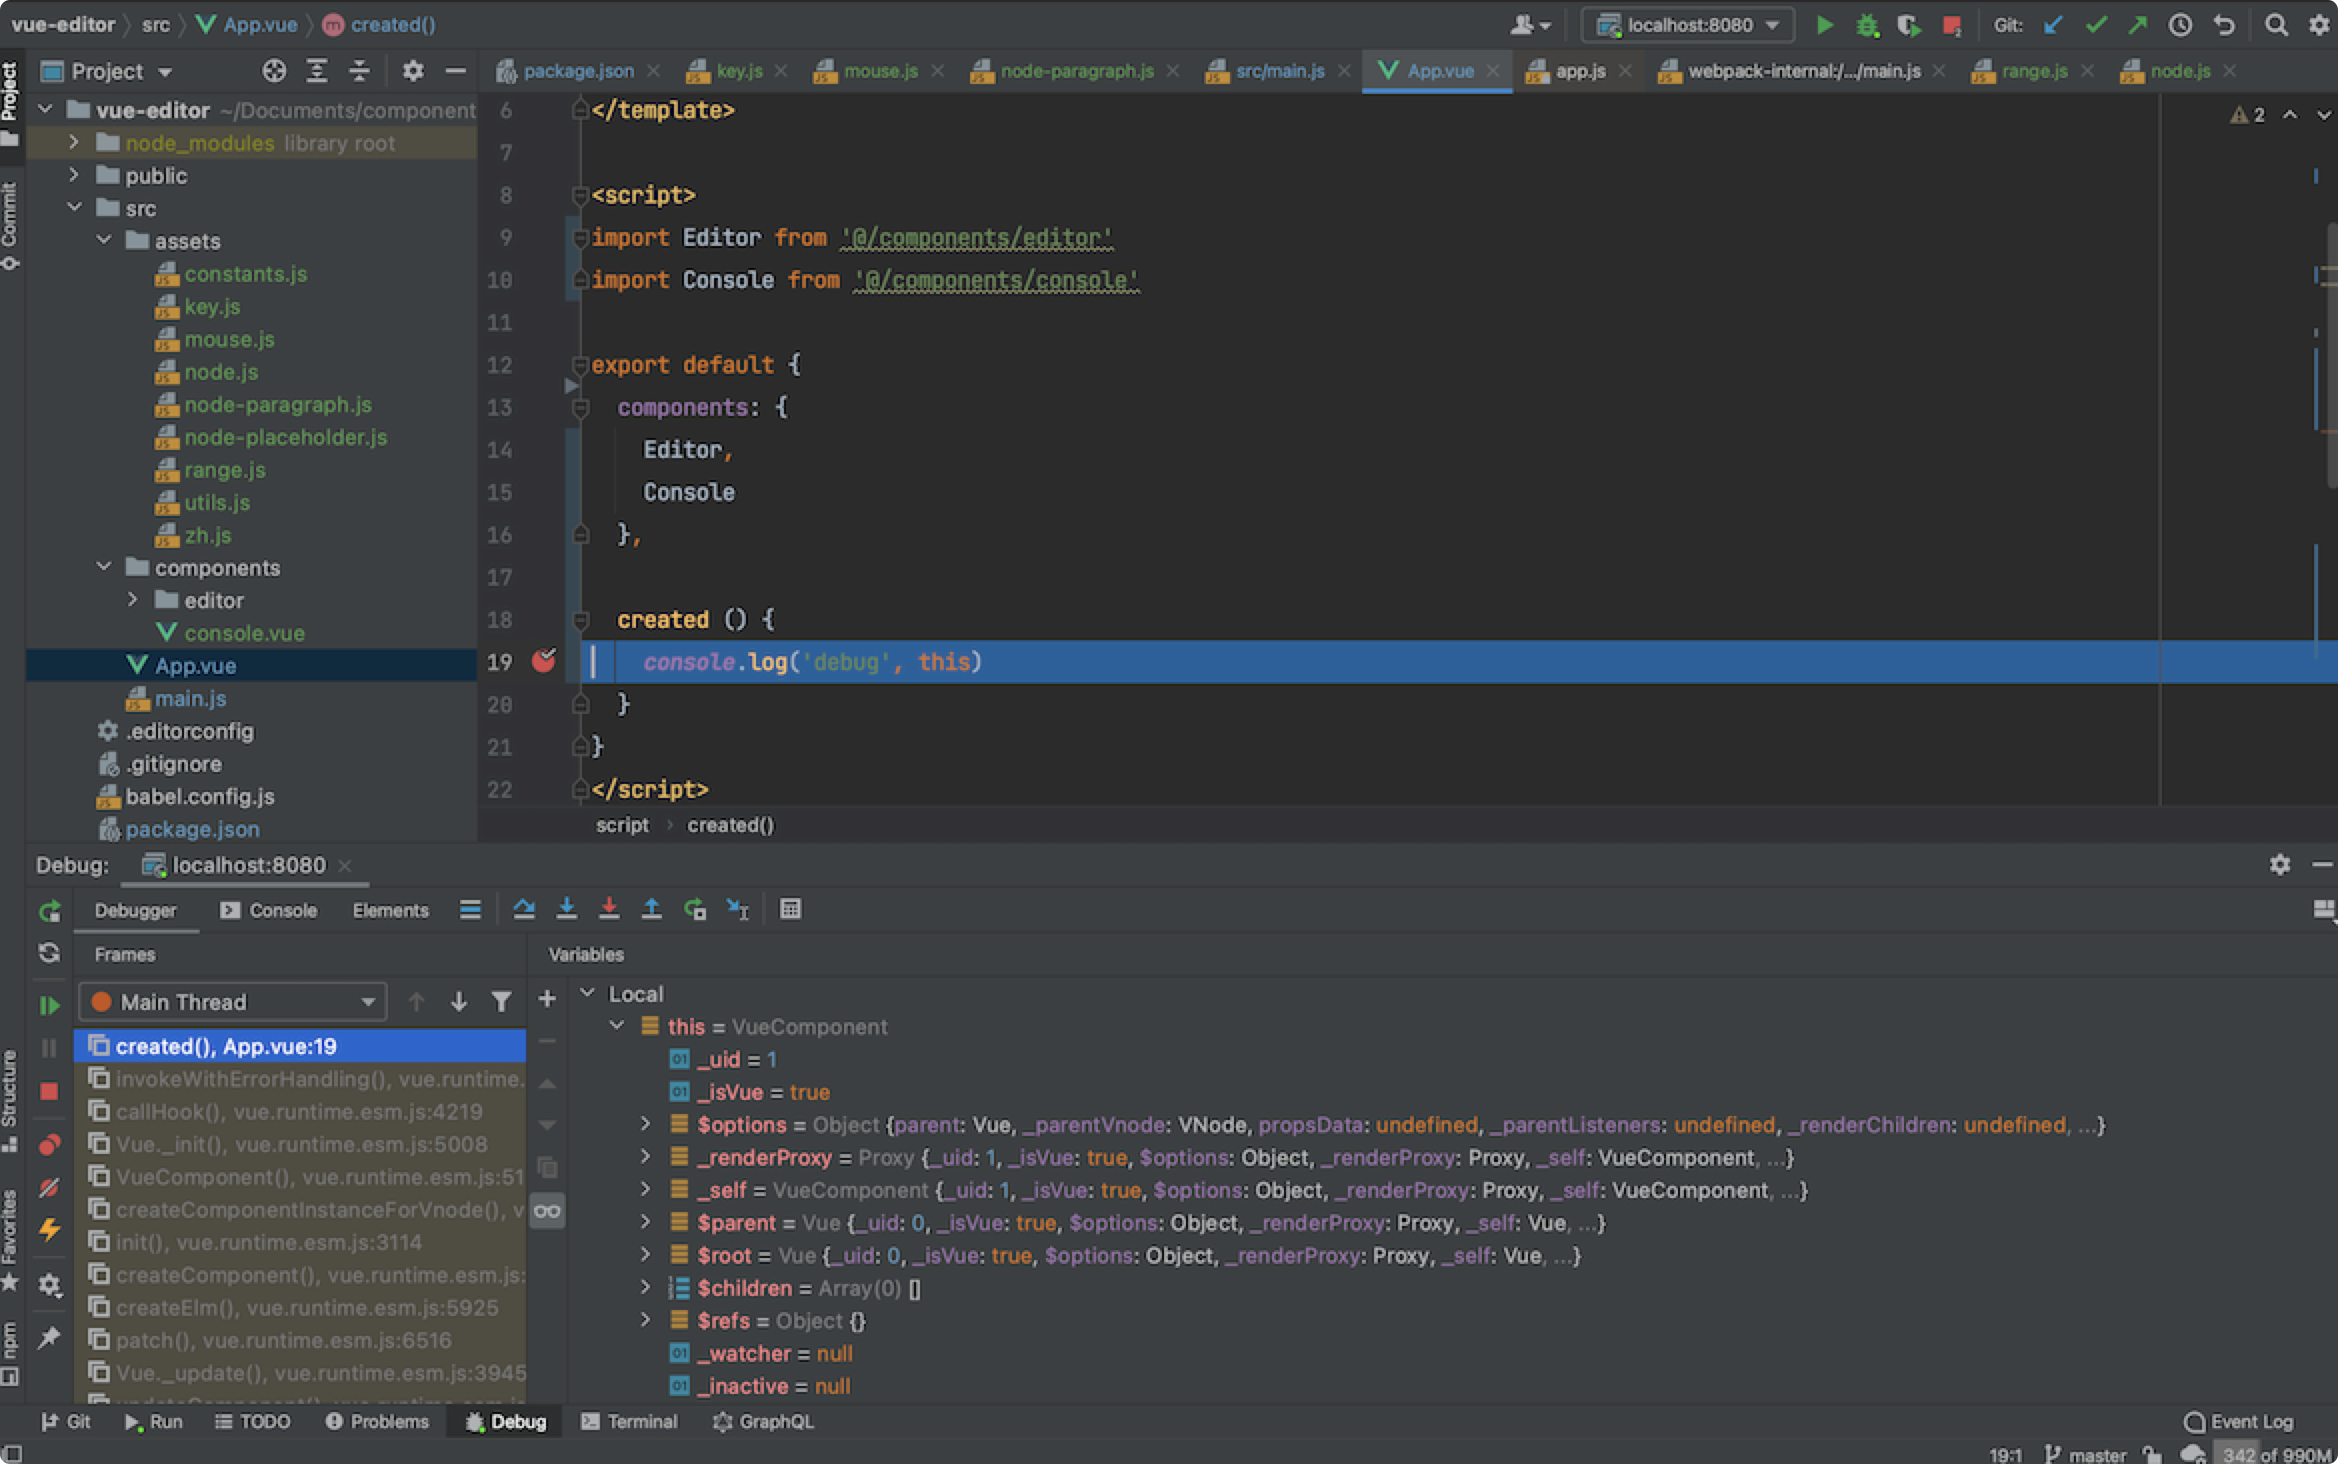 vue-editor src App.vue m created() localhost:8080 Git:
Project package.json key.js mouse.js node-paragraph.js src/main.js App.vue app.js webpack-internal:/.../main.js range.js node.js
Project
Commit
vue-editor ~/Documents/component
node_modules library root
public
src
assets
constants.js
key.js
mouse.js
node.js
node-paragraph.js
node-placeholder.js
range.js
utils.js
zh.js
components
editor
console.vue
App.vue
main.js
.editorconfig
.gitignore
babel.config.js
package.json
2
6 </template>
7
8 <script>
9 import Editor from '@/components/editor'
10 import Console from '@/components/console'
11
12 export default {
13 components: {
14 Editor,
15 Console
16 },
17
18 created () {
19 console.log('debug', this)
20 }
21 }
22 </script>
script › created()
Debug: localhost:8080
Debugger Console Elements
Frames
Main Thread
created(), App.vue:19
invokeWithErrorHandling(), vue.runtime.
callHook(), vue.runtime.esm.js:4219
Vue._init(), vue.runtime.esm.js:5008
VueComponent(), vue.runtime.esm.js:51
createComponentInstanceForVnode(), v
init(), vue.runtime.esm.js:3114
createComponent(), vue.runtime.esm.js:
createElm(), vue.runtime.esm.js:5925
patch(), vue.runtime.esm.js:6516
Vue._update(), vue.runtime.esm.js:3945
Variables
Local
this = VueComponent
01 _uid = 1
01 _isVue = true
$options = Object {parent: Vue, _parentVnode: VNode, propsData: undefined, _parentListeners: undefined, _renderChildren: undefined, ...}
_renderProxy = Proxy {_uid: 1, _isVue: true, $options: Object, _renderProxy: Proxy, _self: VueComponent, ...}
_self = VueComponent {_uid: 1, _isVue: true, $options: Object, _renderProxy: Proxy, _self: VueComponent, ...}
$parent = Vue {_uid: 0, _isVue: true, $options: Object, _renderProxy: Proxy, _self: Vue, ...}
$root = Vue {_uid: 0, _isVue: true, $options: Object, _renderProxy: Proxy, _self: Vue, ...}
$children = Array(0) []
$refs = Object {}
01 _watcher = null
01 _inactive = null
Structure
Favorites
npm
Git Run TODO Problems Debug Terminal GraphQL Event Log
19:1 master 342 of 990M